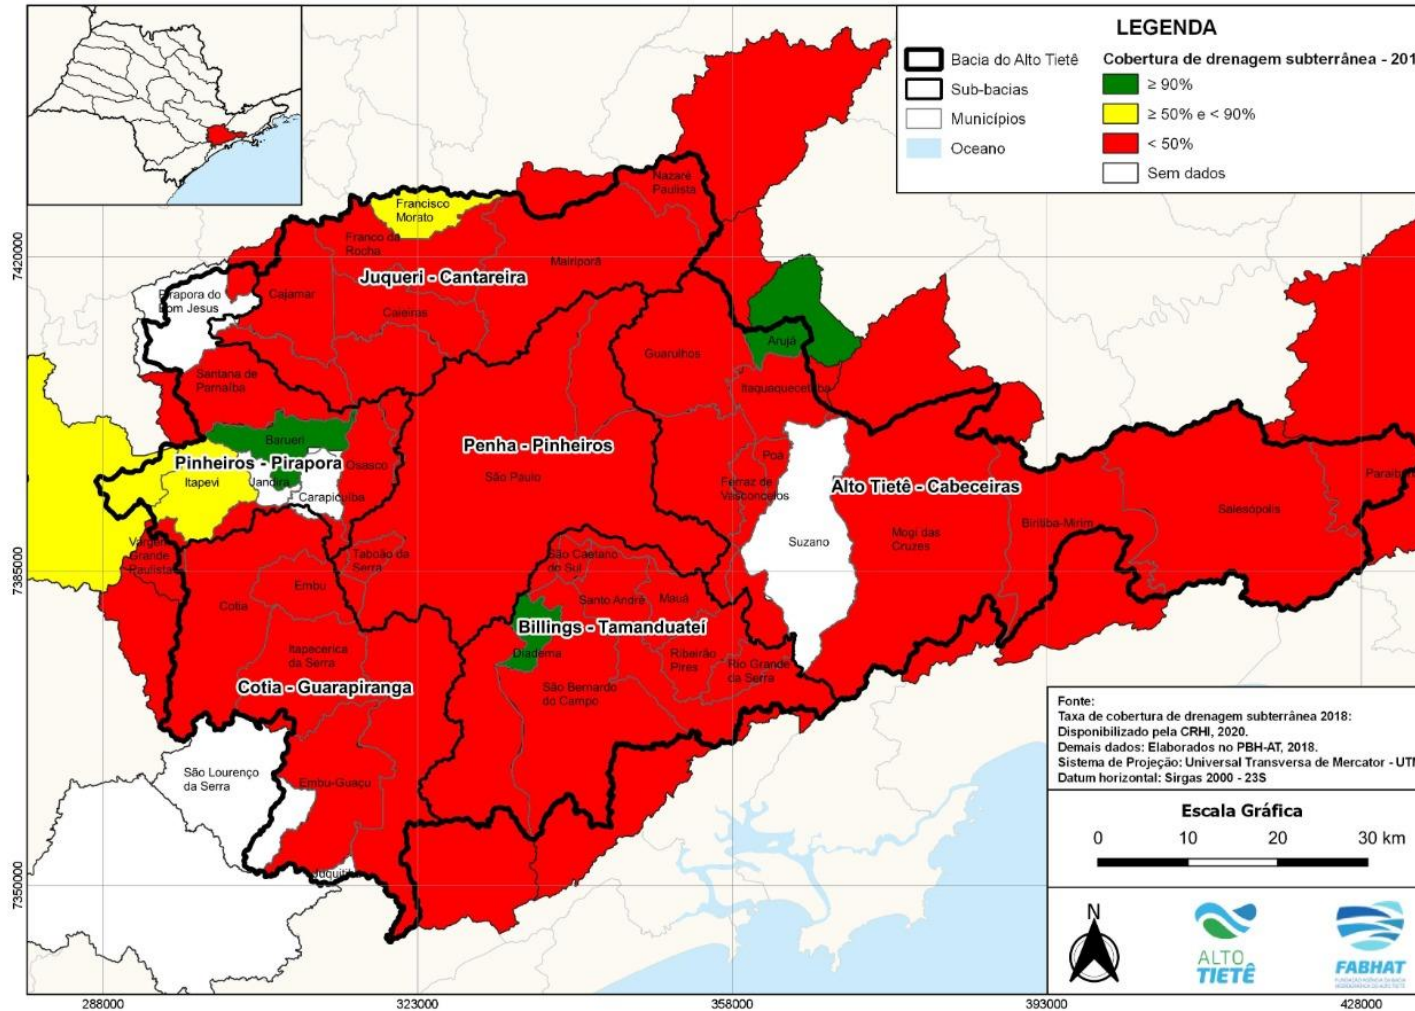 LEGENDA
Bacia do Alto Tietê
Sub-bacias
Municípios
Oceano
Cobertura de drenagem subterrânea - 201
≥ 90%
≥ 50% e < 90%
< 50%
Sem dados
Nazaré
Paulista
Francisco
Morato
Franco da
Rocha
Mairiporã
Juqueri - Cantareira
Pirapora do
Bom Jesus
Cajamar
Caieiras
Guarulhos
Arujá
Santana de
Parnaíba
Itaquaquecetuba
Barueri
Penha - Pinheiros
Pinheiros - Pirapora
Osasco
Poá
São Paulo
Itapevi
Jandira
Carapicuíba
Ferraz de
Vasconcelos
Alto Tietê - Cabeceiras
Paraib
Salesópolis
Biritiba-Mirim
Mogi das
Cruzes
Suzano
Vargem
Grande
Paulista
Taboão da
Serra
São Caetano
do Sul
Embu
Cotia
Santo André
Mauá
Billings - Tamanduateí
Diadema
Ribeirão
Pires
Rio Grande
da Serra
Itapecerica
da Serra
Cotia - Guarapiranga
São Bernardo
do Campo
São Lourenço
da Serra
Embu-Guaçu
Juquitiba
Fonte:
Taxa de cobertura de drenagem subterrânea 2018:
Disponibilizado pela CRHI, 2020.
Demais dados: Elaborados no PBH-AT, 2018.
Sistema de Projeção: Universal Transversa de Mercator - UTM
Datum horizontal: Sirgas 2000 - 23S
Escala Gráfica
0 10 20 30 km
N
ALTO
TIETÊ
FABHAT
7420000
7385000
7350000
288000 323000 358000 393000 428000